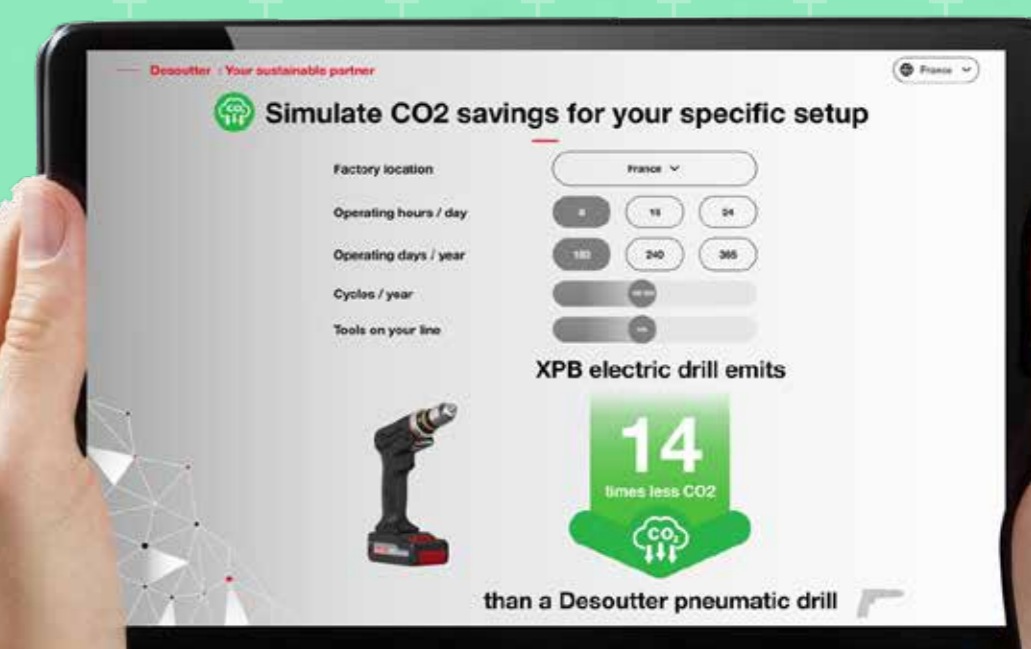 Desoutter : Your sustainable partner
France
Simulate CO2 savings for your specific setup
Factory location
France
Operating hours / day
8 16 24
Operating days / year
240 365
Cycles / year
Tools on your line
XPB electric drill emits
14
times less CO2
CO2
than a Desoutter pneumatic drill